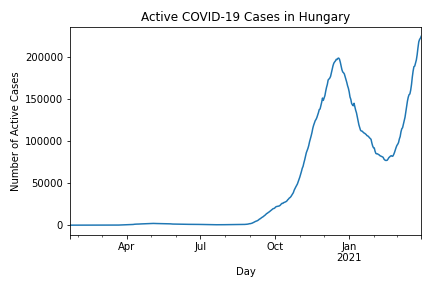 Active COVID-19 Cases in Hungary
Number of Active Cases
200000
150000
100000
50000
0
Apr Jul Oct Jan
2021
Day